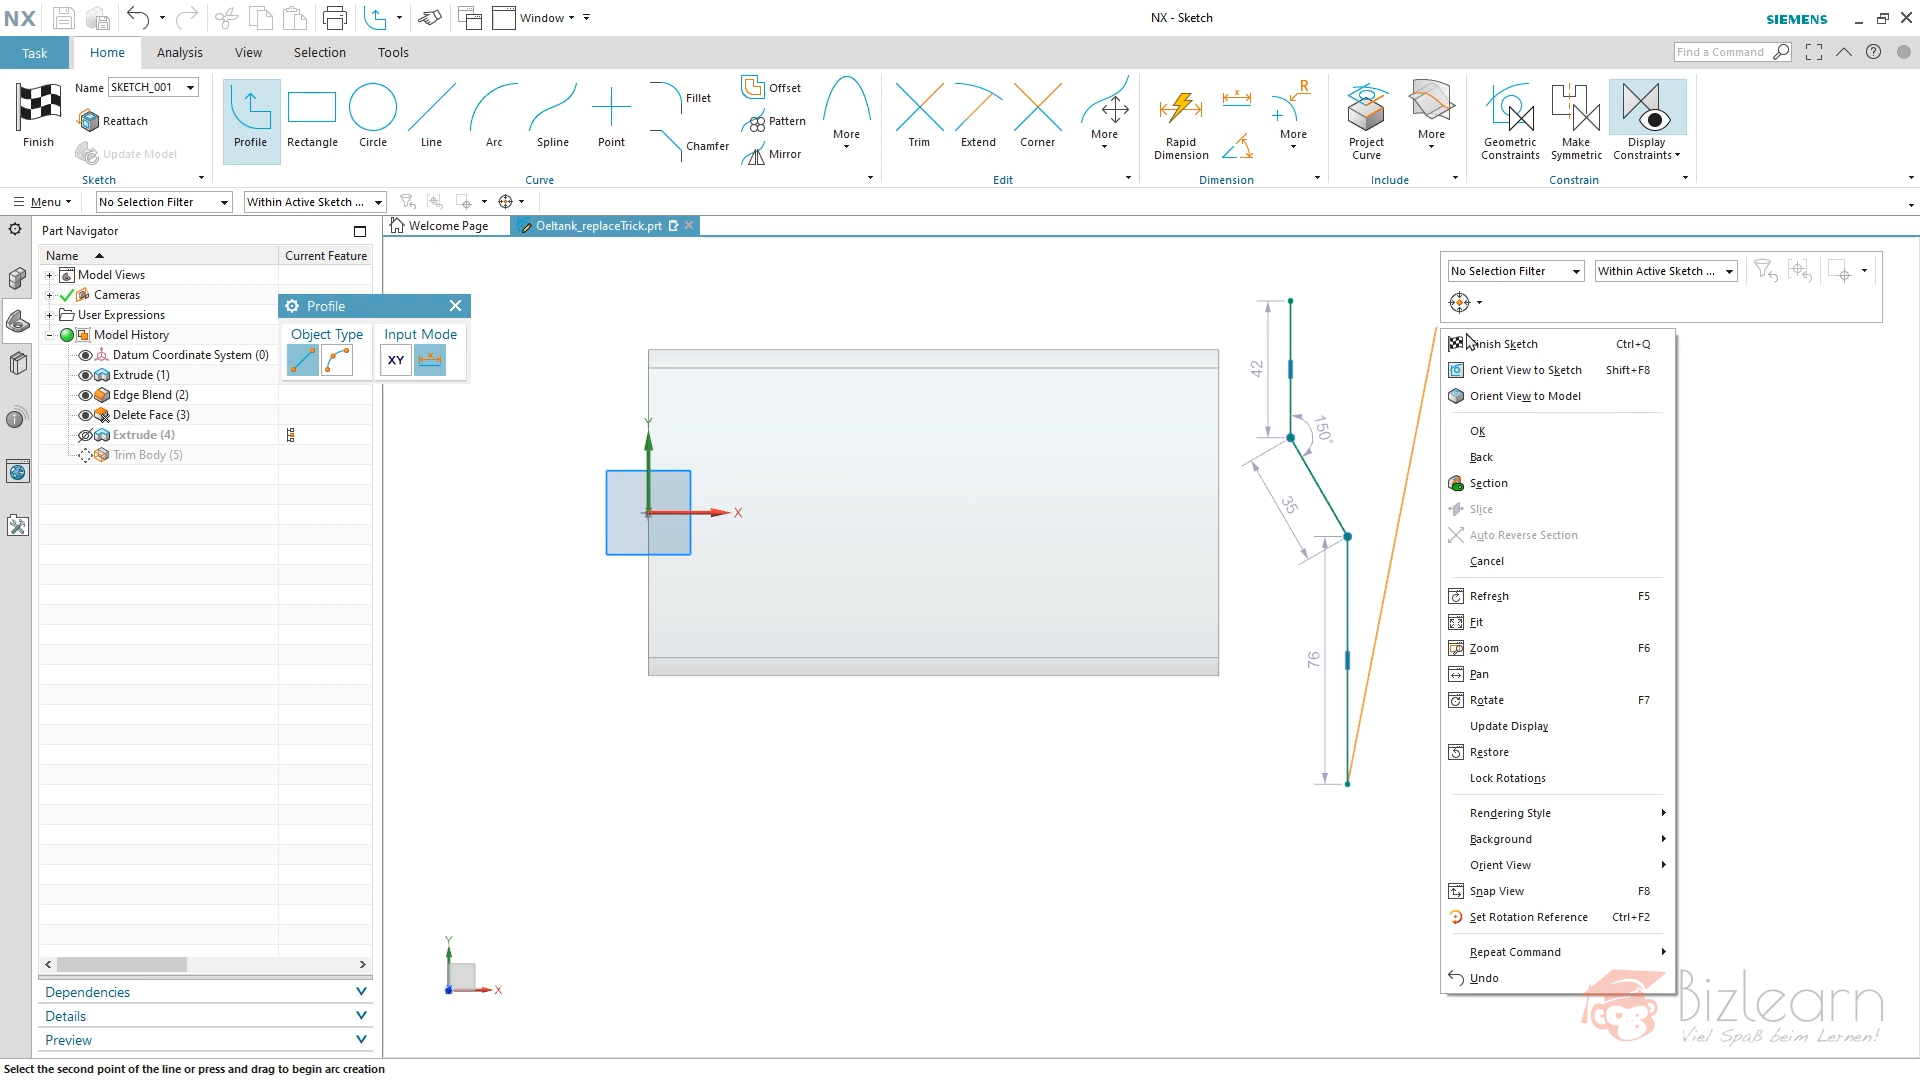 NX
Window
NX - Sketch
SIEMENS
Task
Home
Analysis
View
Selection
Tools
Find a Command
Finish
Name
SKETCH_001
Reattach
Update Model
Sketch
Profile
Rectangle
Circle
Line
Arc
Spline
Point
Fillet
Chamfer
Offset
Pattern
Mirror
More
Curve
Trim
Extend
Corner
More
Edit
Rapid
Dimension
More
Dimension
Project
Curve
More
Include
Geometric
Constraints
Make
Symmetric
Display
Constraints
Constrain
Menu
No Selection Filter
Within Active Sketch ...
Part Navigator
Welcome Page
Oeltank_replaceTrick.prt
Name
Current Feature
Model Views
Cameras
User Expressions
Model History
Datum Coordinate System (0)
Extrude (1)
Edge Blend (2)
Delete Face (3)
Extrude (4)
Trim Body (5)
Profile
Object Type
Input Mode
XY
No Selection Filter
Within Active Sketch ...
42
150°
35
76
Y
X
Y
X
inish Sketch Ctrl+Q
Orient View to Sketch Shift+F8
Orient View to Model
OK
Back
Section
Slice
Auto Reverse Section
Cancel
Refresh F5
Fit
Zoom F6
Pan
Rotate F7
Update Display
Restore
Lock Rotations
Rendering Style
Background
Orient View
Snap View F8
Set Rotation Reference Ctrl+F2
Repeat Command
Undo
Dependencies
Details
Preview
Bizlearn
Viel Spaß beim Lernen!
Select the second point of the line or press and drag to begin arc creation